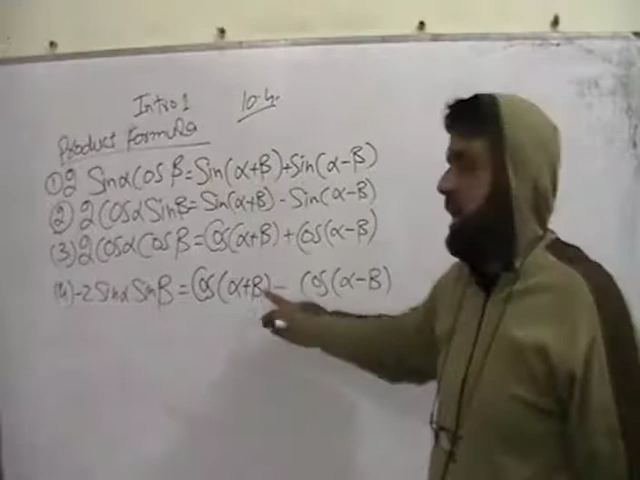 Intro 1 10.4.
Product Formula
① 2 Sinα Cos β = Sin(α+β)+Sin(α-β)
② 2 Cosα Sinβ = Sin(α+β) - Sin(α-β)
(3) 2 Cosα Cos β = Cos(α+β) + Cos(α-β)
(4) -2 Sinα Sinβ = Cos(α+β) - Cos(α-β)